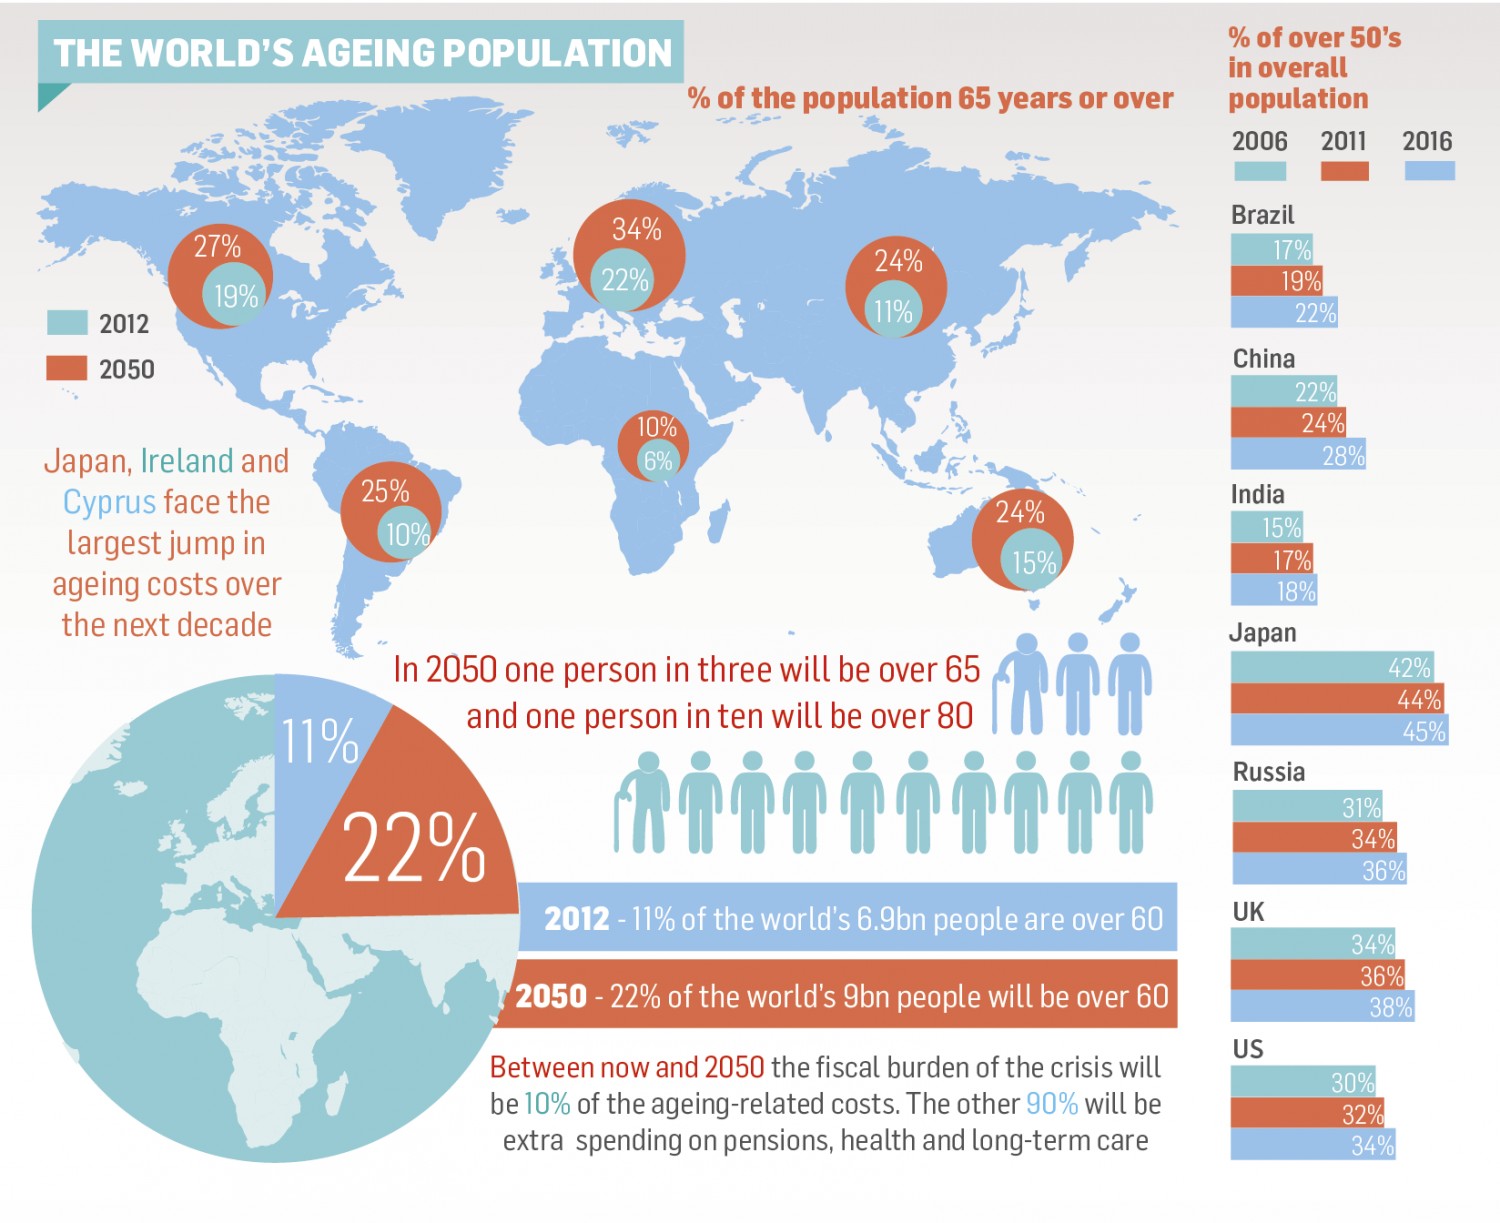 THE WORLD'S AGEING POPULATION
% of the population 65 years or over
27%
19%
34%
22%
24%
11%
10%
6%
25%
10%
24%
15%
2012
2050
Japan, Ireland and
Cyprus face the
largest jump in
ageing costs over
the next decade
In 2050 one person in three will be over 65
and one person in ten will be over 80
11%
22%
2012 - 11% of the world's 6.9bn people are over 60
2050 - 22% of the world's 9bn people will be over 60
Between now and 2050 the fiscal burden of the crisis will
be 10% of the ageing-related costs. The other 90% will be
extra spending on pensions, health and long-term care
% of over 50's
in overall
population
2006 2011 2016
Brazil
17%
19%
22%
China
22%
24%
28%
India
15%
17%
18%
Japan
42%
44%
45%
Russia
31%
34%
36%
UK
34%
36%
38%
US
30%
32%
34%